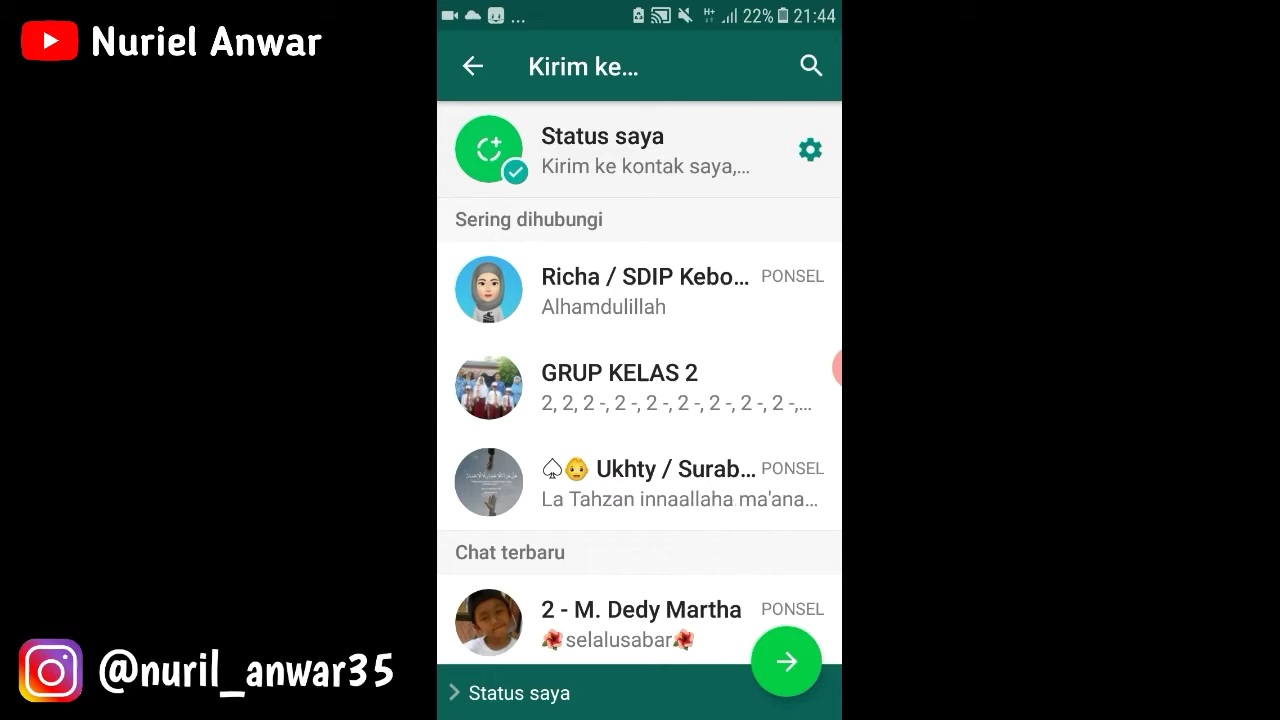 Nuriel Anwar
... H+ 22% 21:44
Kirim ke...
Status saya
Kirim ke kontak saya,...
Sering dihubungi
Richa / SDIP Kebo... PONSEL
Alhamdulillah
GRUP KELAS 2
2, 2, 2 -, 2 -, 2 -, 2 -, 2 -, 2 -, 2 -,...
♤👶 Ukhty / Surab... PONSEL
La Tahzan innaallaha ma'ana...
Chat terbaru
2 - M. Dedy Martha PONSEL
🌺selalusabar🌺
Status saya
@nuril_anwar35